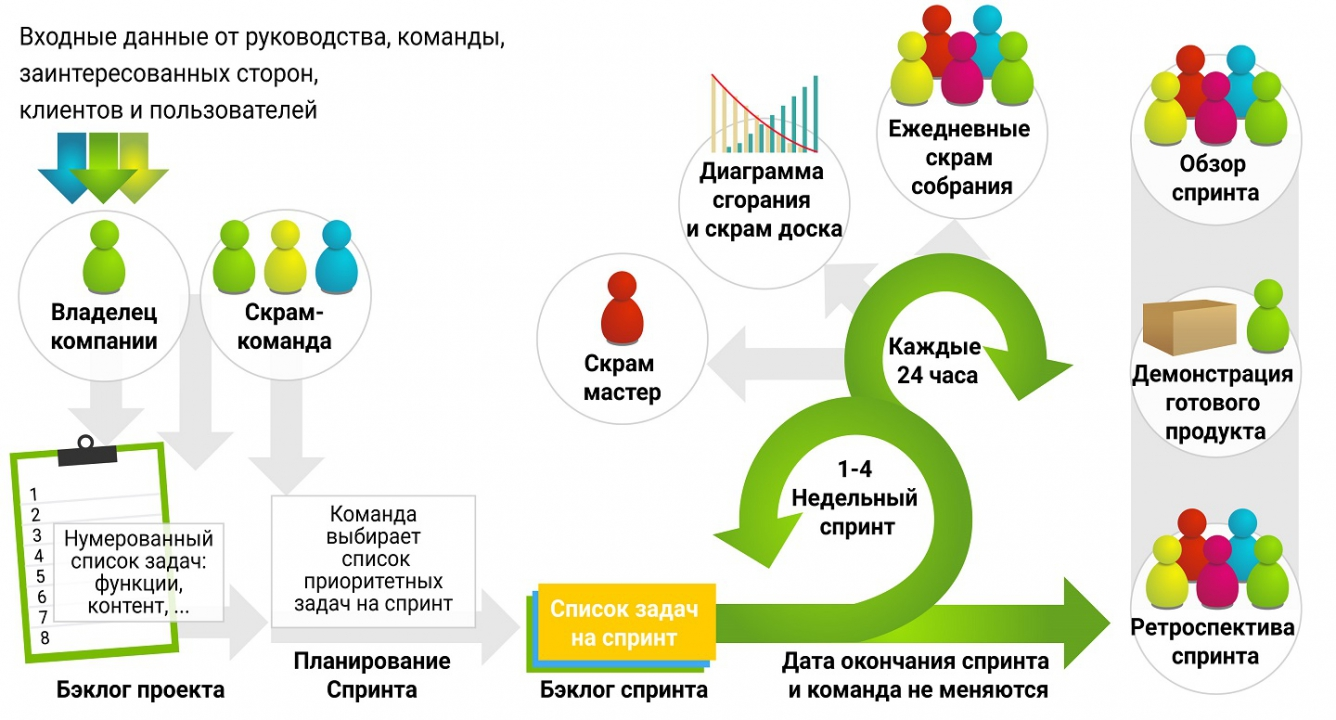 Входные данные от руководства, команды,
заинтересованных сторон,
клиентов и пользователей
Владелец
компании
Скрам-
команда
1
2
3
4
5
6
7
8
Нумерованный
список задач:
функции,
контент, ...
Бэклог проекта
Команда
выбирает
список
приоритетных
задач на спринт
Планирование
Спринта
Список задач
на спринт
Бэклог спринта
Скрам
мастер
Диаграмма
сгорания
и скрам доска
Ежедневные
скрам
собрания
Каждые
24 часа
1-4
Недельный
спринт
Дата окончания спринта
и команда не меняются
Обзор
спринта
Демонстрация
готового
продукта
Ретроспектива
спринта